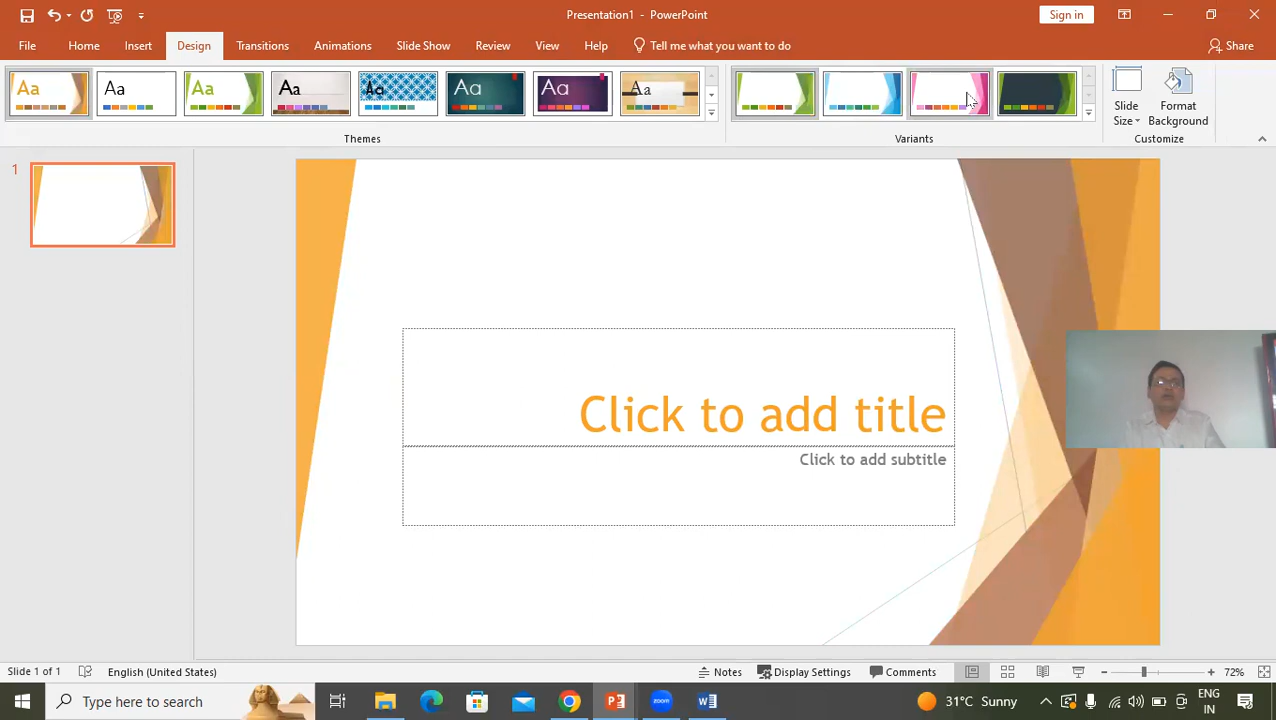 Presentation1 - PowerPoint
Sign in
File Home Insert Design Transitions Animations Slide Show Review View Help Tell me what you want to do Share
Aa Aa Aa Aa Aa Aa Aa Aa
Slide Size
Format Background
Themes Variants Customize
1
Click to add title
Click to add subtitle
Slide 1 of 1 English (United States) Notes Display Settings Comments 72%
Type here to search
P
zoom
W
31°C Sunny
ENG
IN